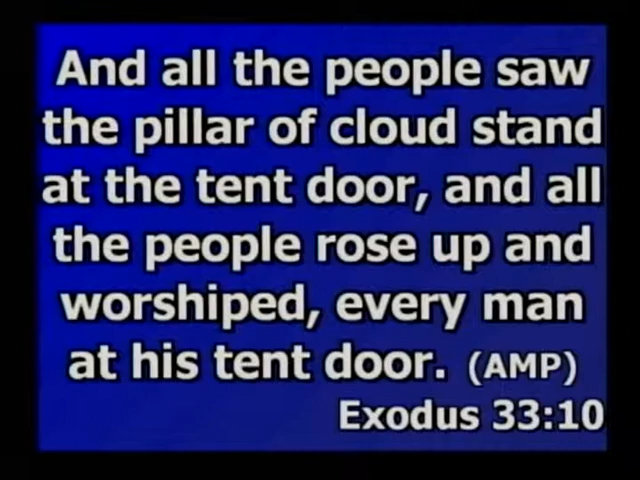 And all the people saw
the pillar of cloud stand
at the tent door, and all
the people rose up and
worshiped, every man
at his tent door. (AMP)
Exodus 33:10